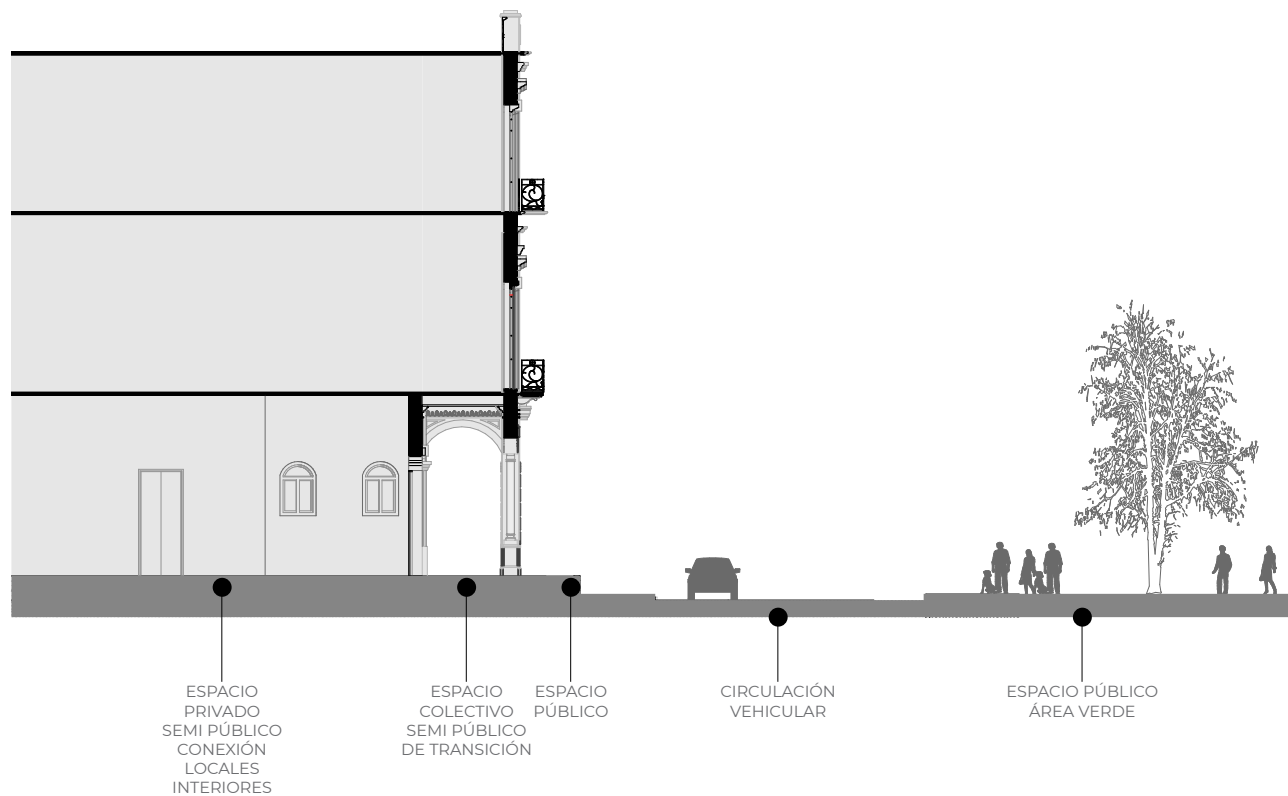 ESPACIO
PRIVADO
SEMI PÚBLICO
CONEXIÓN
LOCALES
INTERIORES
ESPACIO
COLECTIVO
SEMI PÚBLICO
DE TRANSICIÓN
ESPACIO
PÚBLICO
CIRCULACIÓN
VEHICULAR
ESPACIO PÚBLICO
ÁREA VERDE